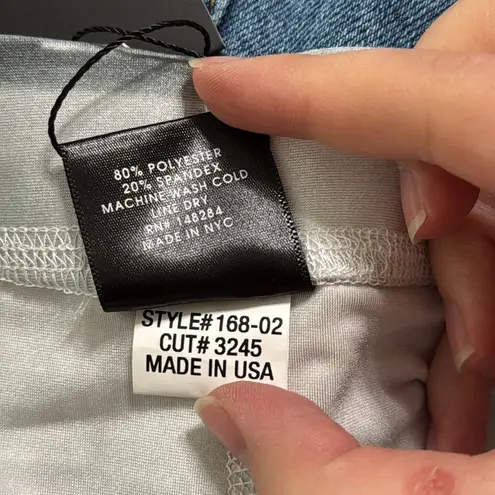 80% POLYESTER
20% SPANDEX
MACHINE WASH COLD
LINE DRY
RN# 148284
MADE IN NYC
STYLE# 168-02
CUT# 3245
MADE IN USA